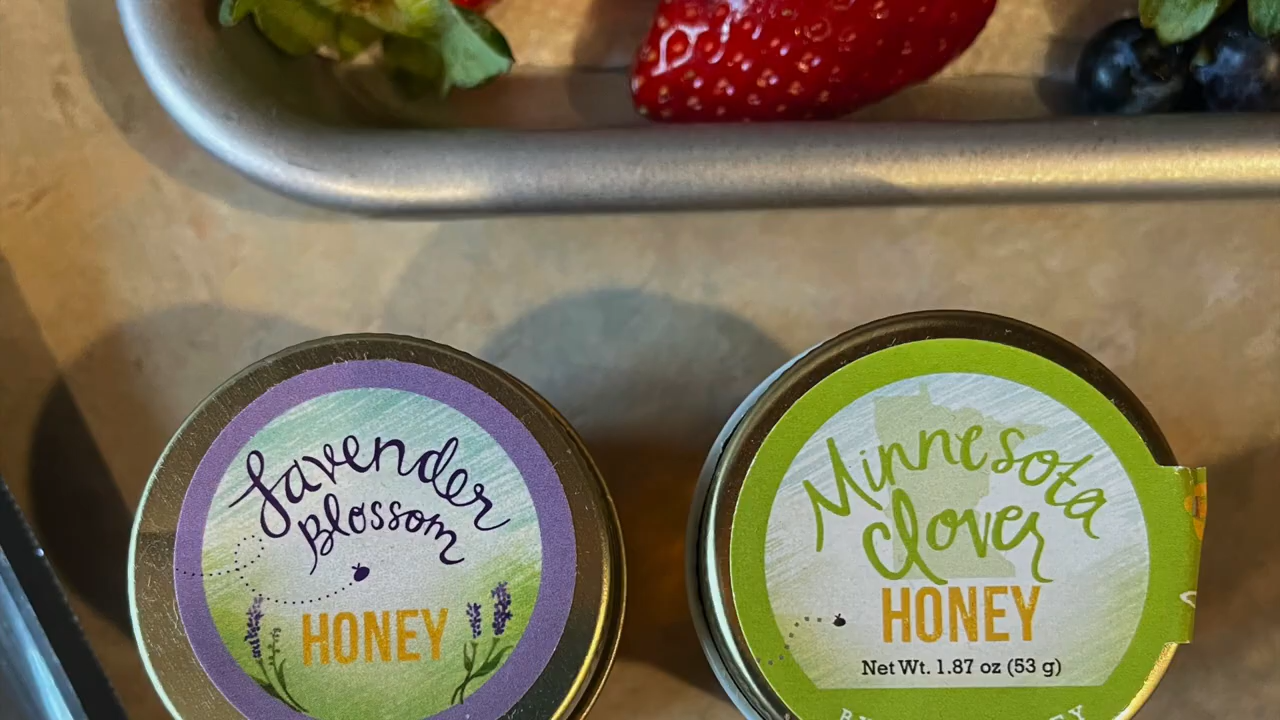 Lavender
Blossom
HONEY
Minnesota
Clover
HONEY
Net Wt. 1.87 oz (53 g)